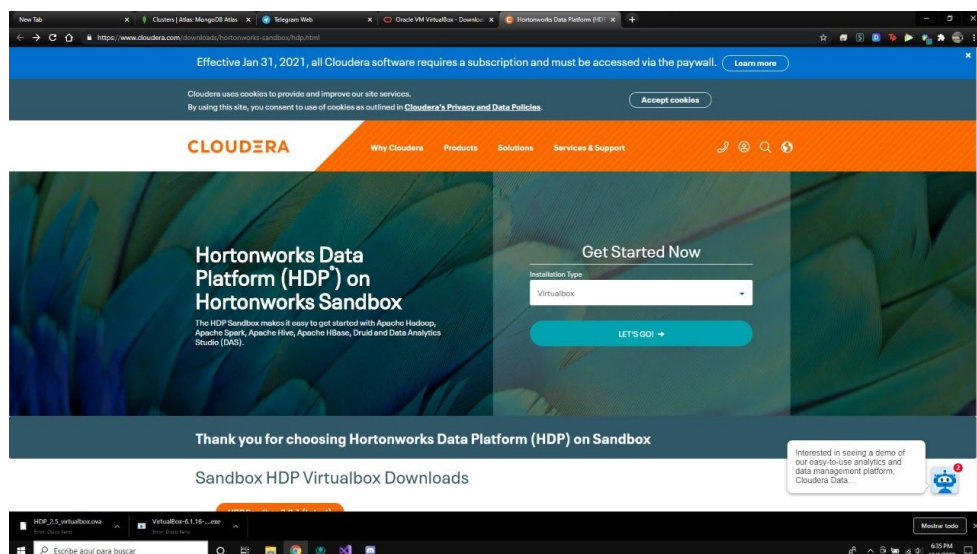 New Tab
Clusters | Atlas: MongoDB Atlas
Telegram Web
Oracle VM VirtualBox - Downloa
Hortonworks Data Platform (HDP
https://www.cloudera.com/downloads/hortonworks-sandbox/hdp.html
Effective Jan 31, 2021, all Cloudera software requires a subscription and must be accessed via the paywall.
Learn more
Cloudera uses cookies to provide and improve our site services.
By using this site, you consent to use of cookies as outlined in Cloudera's Privacy and Data Policies.
Accept cookies
CLOUDERA
Why Cloudera
Products
Solutions
Services & Support
Hortonworks Data
Platform (HDP®) on
Hortonworks Sandbox
The HDP Sandbox makes it easy to get started with Apache Hadoop,
Apache Spark, Apache Hive, Apache HBase, Druid and Data Analytics
Studio (DAS).
Get Started Now
Installation Type
Virtualbox
LET'S GO!
Thank you for choosing Hortonworks Data Platform (HDP) on Sandbox
Sandbox HDP Virtualbox Downloads
Interested in seeing a demo of
our easy-to-use analytics and
data management platform,
Cloudera Data...
2
HDP_2.5_virtualbox.ova
Error: Disco lleno
VirtualBox-6.1.16-....exe
Error: Disco lleno
Mostrar todo
Escribe aquí para buscar
6:35 PM